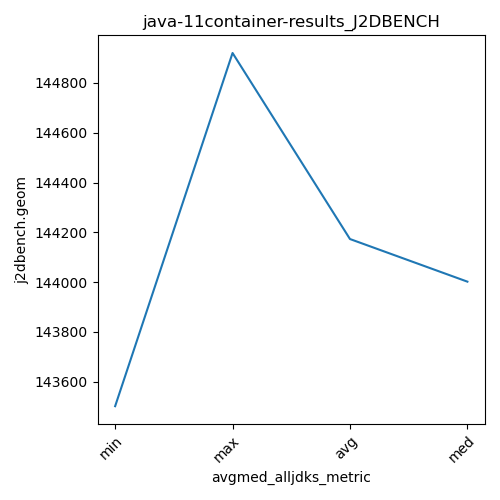 java-11container-results_J2DBENCH
j2dbench.geom
144800
144600
144400
144200
144000
143800
143600
min
max
avg
med
avgmed_alljdks_metric